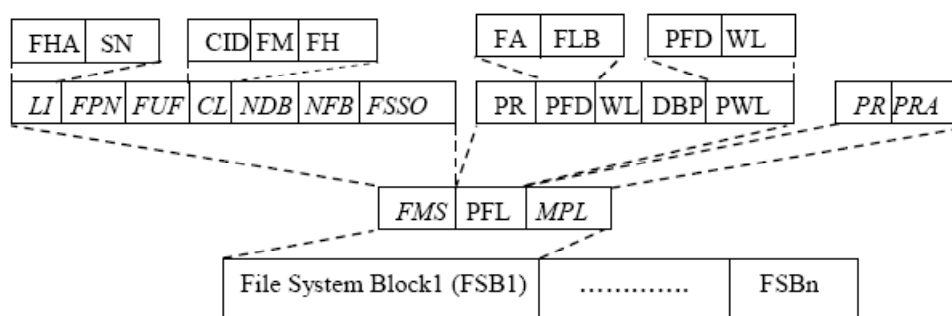 FHA SN CID FM FH FA FLB PFD WL
LI FPN FUF CL NDB NFB FSSO PR PFD WL DBP PWL PR PRA
FMS PFL MPL
File System Block1 (FSB1) ............. FSBn